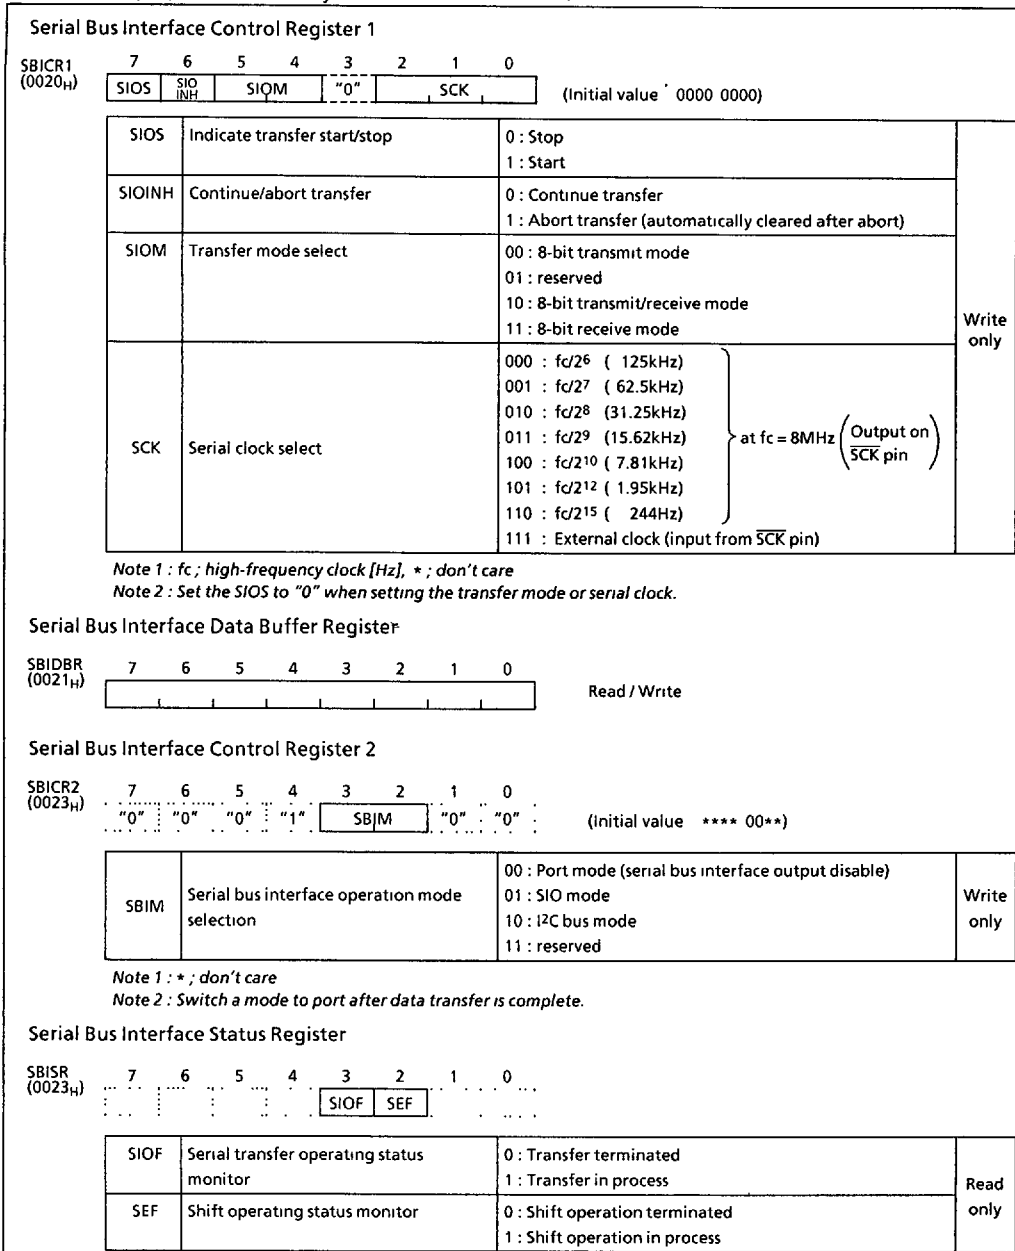 Serial Bus Interface Control Register 1
SBICR1
(0020H)
7 6 5 4 3 2 1 0
SIOS SIO INH SIOM "0" SCK (Initial value 0000 0000)
SIOS Indicate transfer start/stop 0 : Stop
1 : Start
SIOINH Continue/abort transfer 0 : Continue transfer
1 : Abort transfer (automatically cleared after abort)
SIOM Transfer mode select 00 : 8-bit transmit mode
01 : reserved
10 : 8-bit transmit/receive mode
11 : 8-bit receive mode
Write only
SCK Serial clock select
000 : fc/2^6 ( 125kHz)
001 : fc/2^7 ( 62.5kHz)
010 : fc/2^8 (31.25kHz)
011 : fc/2^9 (15.62kHz)
100 : fc/2^10 ( 7.81kHz)
101 : fc/2^12 ( 1.95kHz)
110 : fc/2^15 ( 244Hz)
at fc = 8MHz (Output on SCK pin)
111 : External clock (input from SCK pin)
Note 1 : fc ; high-frequency clock [Hz], * ; don't care
Note 2 : Set the SIOS to "0" when setting the transfer mode or serial clock.
Serial Bus Interface Data Buffer Register
SBIDBR
(0021H)
7 6 5 4 3 2 1 0
Read / Write
Serial Bus Interface Control Register 2
SBICR2
(0023H)
7 6 5 4 3 2 1 0
"0" "0" "0" "1" SBIM "0" "0" (Initial value **** 00**)
SBIM Serial bus interface operation mode selection
00 : Port mode (serial bus interface output disable)
01 : SIO mode
10 : I2C bus mode
11 : reserved
Write only
Note 1 : * ; don't care
Note 2 : Switch a mode to port after data transfer is complete.
Serial Bus Interface Status Register
SBISR
(0023H)
7 6 5 4 3 2 1 0
SIOF SEF
SIOF Serial transfer operating status monitor
0 : Transfer terminated
1 : Transfer in process
SEF Shift operating status monitor
0 : Shift operation terminated
1 : Shift operation in process
Read only